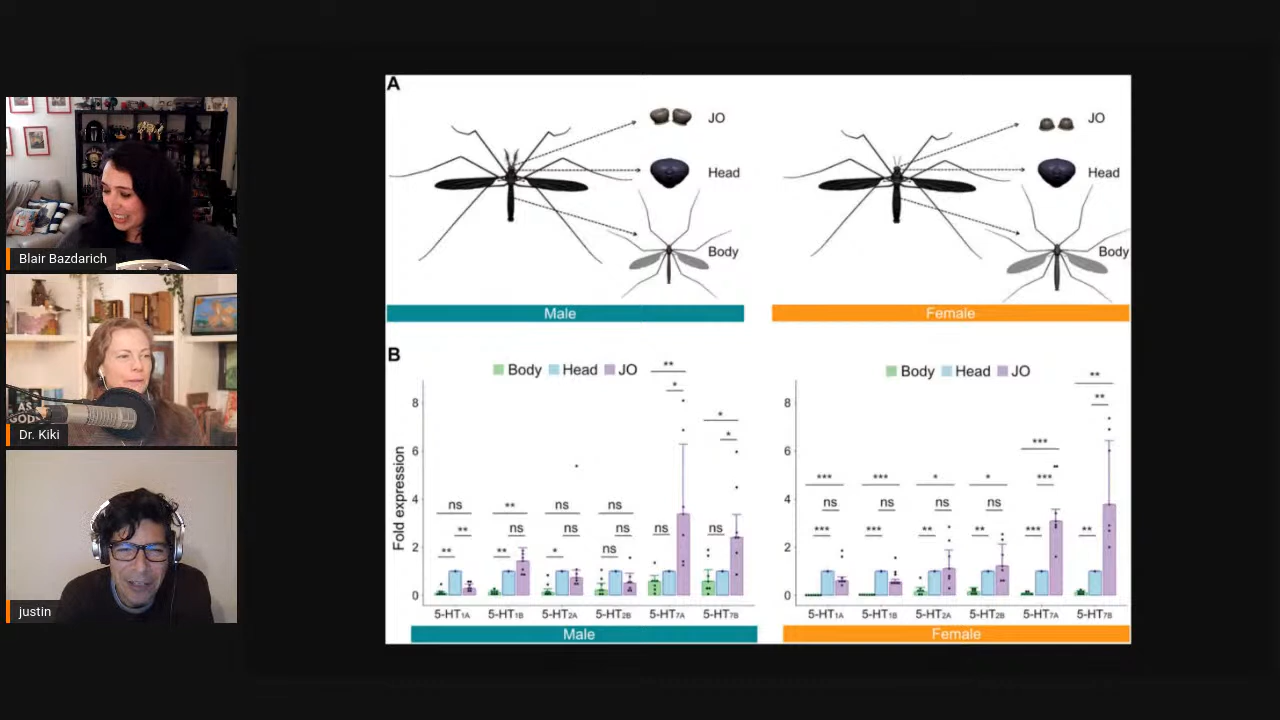 Blair Bazdarich
AS
GOD
Dr. Kiki
justin
A
JO
Head
Body
Male
JO
Head
Body
Female
B
Body Head JO
Fold expression
8
6
4
2
0
** * * * ns ** ns ns
** ns ns ns
** ** * ns ns ns
5-HT1A 5-HT1B 5-HT2A 5-HT2B 5-HT7A 5-HT7B
Male
Body Head JO
8
6
4
2
0
** ** *** *** *** * *
ns ns ns ns ***
*** *** ** ** *** **
5-HT1A 5-HT1B 5-HT2A 5-HT2B 5-HT7A 5-HT7B
Female